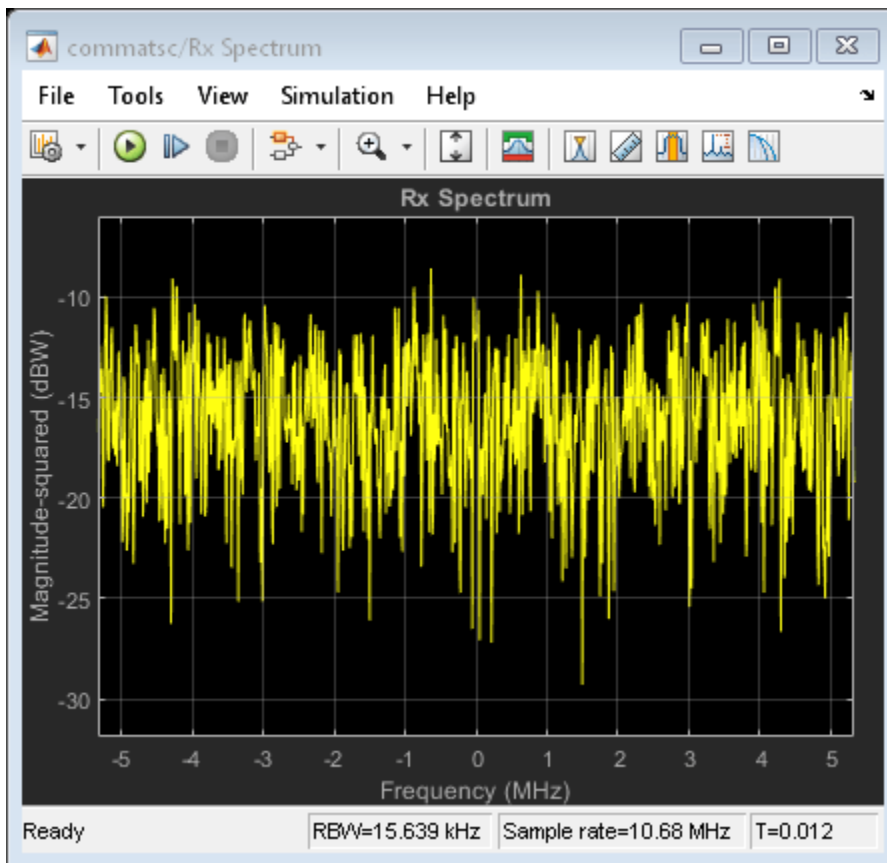 commatsc/Rx Spectrum
File Tools View Simulation Help
Rx Spectrum
Magnitude-squared (dBW)
-10
-15
-20
-25
-30
-5 -4 -3 -2 -1 0 1 2 3 4 5
Frequency (MHz)
Ready RBW=15.639 kHz Sample rate=10.68 MHz T=0.012